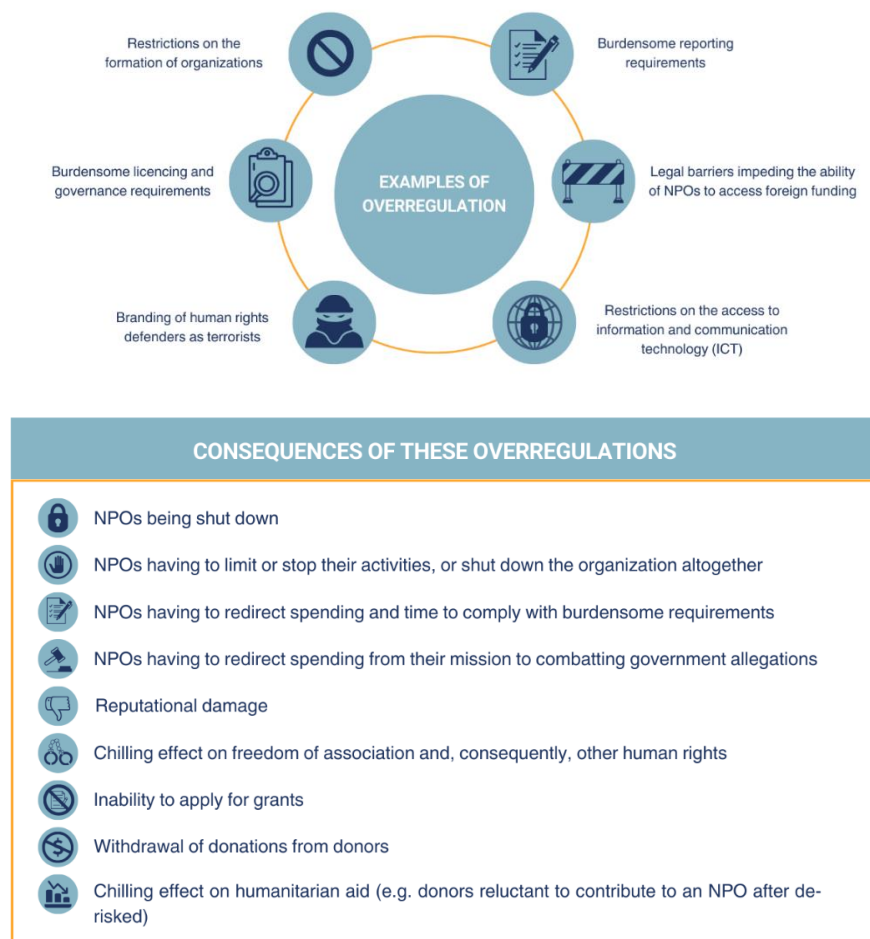 Restrictions on the
formation of organizations
Burdensome reporting
requirements
Burdensome licencing and
governance requirements
EXAMPLES OF
OVERREGULATION
Legal barriers impeding the ability
of NPOs to access foreign funding
Branding of human rights
defenders as terrorists
Restrictions on the access to
information and communication
technology (ICT)
CONSEQUENCES OF THESE OVERREGULATIONS
NPOs being shut down
NPOs having to limit or stop their activities, or shut down the organization altogether
NPOs having to redirect spending and time to comply with burdensome requirements
NPOs having to redirect spending from their mission to combatting government allegations
Reputational damage
Chilling effect on freedom of association and, consequently, other human rights
Inability to apply for grants
Withdrawal of donations from donors
Chilling effect on humanitarian aid (e.g. donors reluctant to contribute to an NPO after de-
risked)